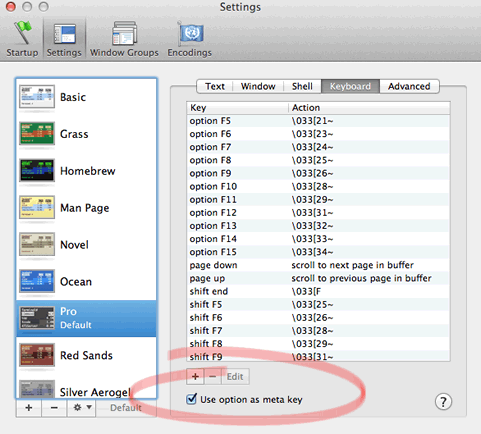 Settings
Startup Settings Window Groups Encodings
Text Window Shell Keyboard Advanced
Basic
Grass
Homebrew
Man Page
Novel
Ocean
Pro
Default
Red Sands
Silver Aerogel
+ − Default
Key Action
option F5 \033[21~
option F6 \033[23~
option F7 \033[24~
option F8 \033[25~
option F9 \033[26~
option F10 \033[28~
option F11 \033[29~
option F12 \033[31~
option F13 \033[32~
option F14 \033[33~
option F15 \033[34~
page down scroll to next page in buffer
page up scroll to previous page in buffer
shift end \033[F
shift F5 \033[25~
shift F6 \033[26~
shift F7 \033[28~
shift F8 \033[29~
shift F9 \033[31~
+ − Edit
Use option as meta key
?